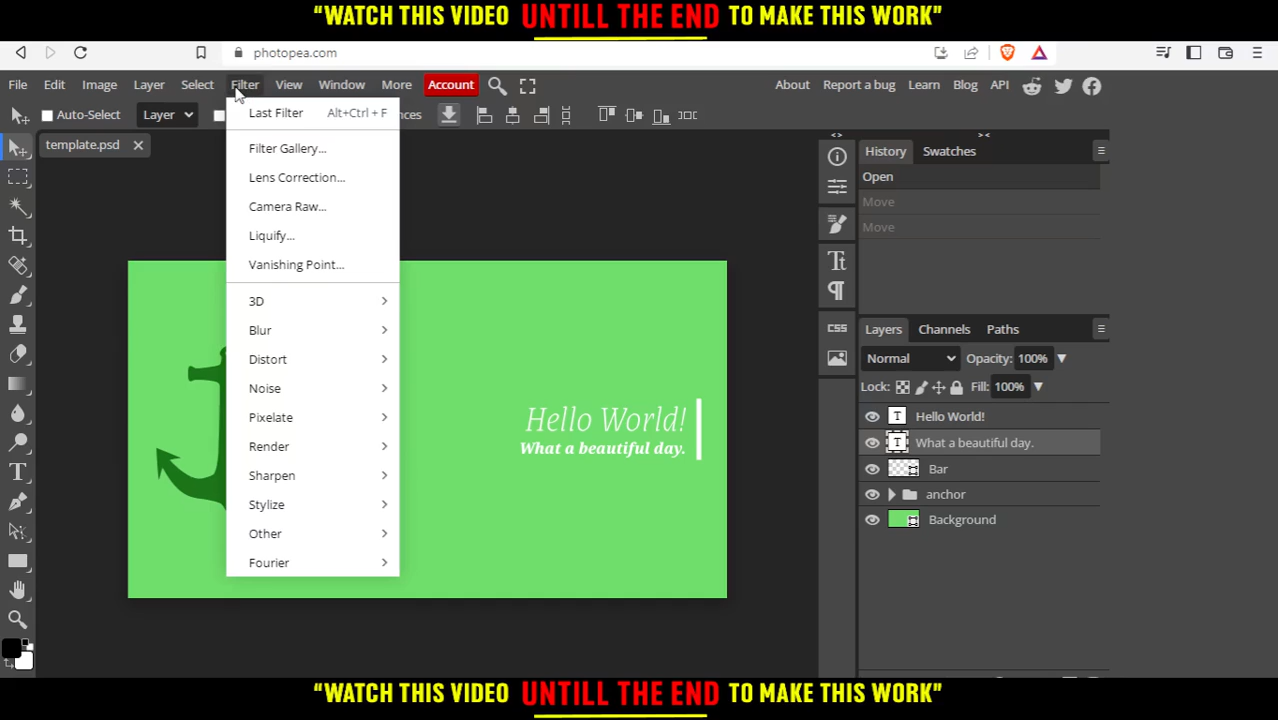 “WATCH THIS VIDEO UNTILL THE END TO MAKE THIS WORK”
photopea.com
File Edit Image Layer Select Filter View Window More Account About Report a bug Learn Blog API
Auto-Select Layer nces
template.psd
Last Filter Alt+Ctrl + F
Filter Gallery...
Lens Correction...
Camera Raw...
Liquify...
Vanishing Point...
3D
Blur
Distort
Noise
Pixelate
Render
Sharpen
Stylize
Other
Fourier
Hello World!
What a beautiful day.
CSS
History Swatches
Open
Move
Move
Layers Channels Paths
Normal Opacity: 100%
Lock: Fill: 100%
T Hello World!
T What a beautiful day.
Bar
anchor
Background
“WATCH THIS VIDEO UNTILL THE END TO MAKE THIS WORK”